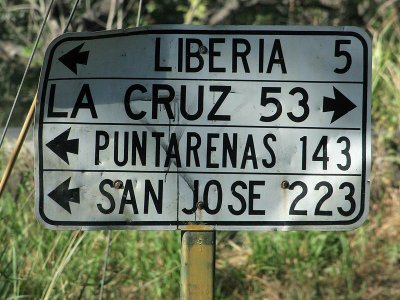 LIBERIA 5
LA CRUZ 53
PUNTARENAS 143
SAN JOSE 223